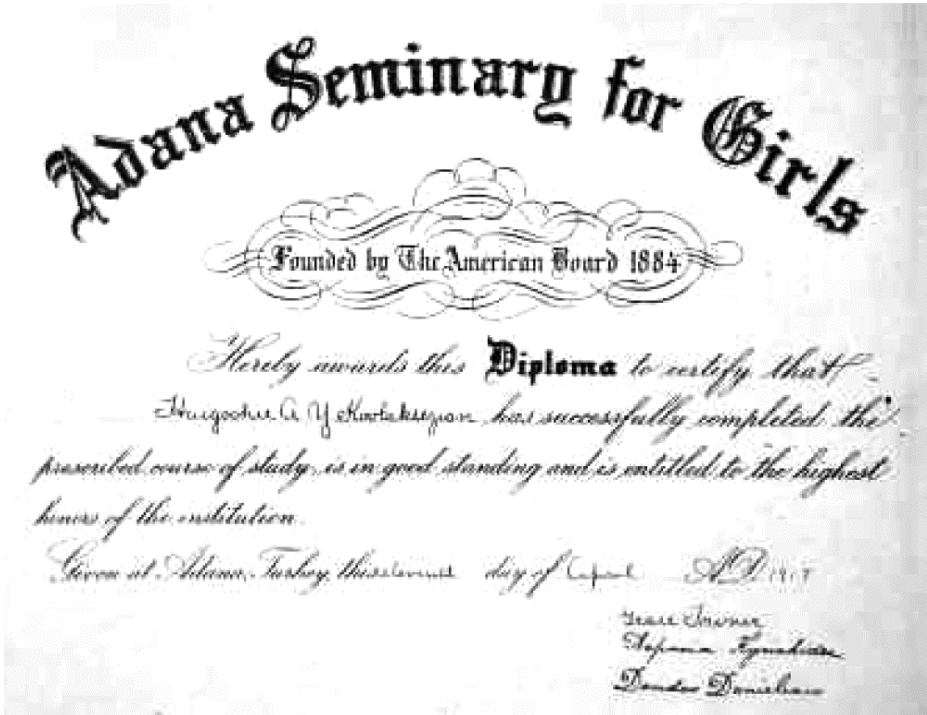 Adana Seminary for Girls
Founded by The American Board 1884
Hereby awards this Diploma to certify that
A Y has successfully completed the
prescribed course of study, is in good standing and is entitled to the highest
honors of the institution.
Given at Adana, Turkey, this day of April A.D.
Grace Towner
Danielian